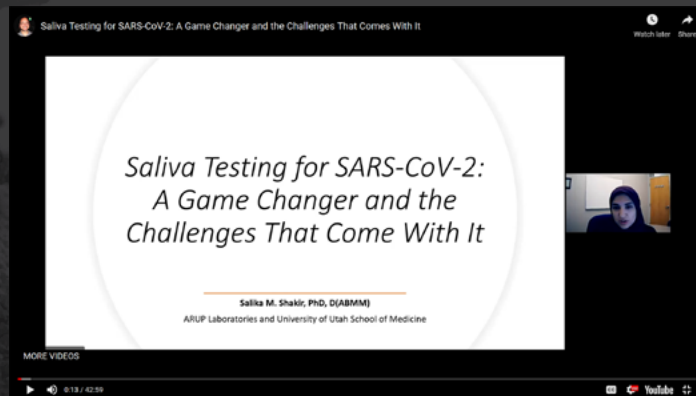 Saliva Testing for SARS-CoV-2: A Game Changer and the Challenges That Comes With It
Watch later
Share
Saliva Testing for SARS-CoV-2:
A Game Changer and the
Challenges That Come With It
Salika M. Shakir, PhD, D(ABMM)
ARUP Laboratories and University of Utah School of Medicine
MORE VIDEOS
0:13 / 42:59
CC
YouTube